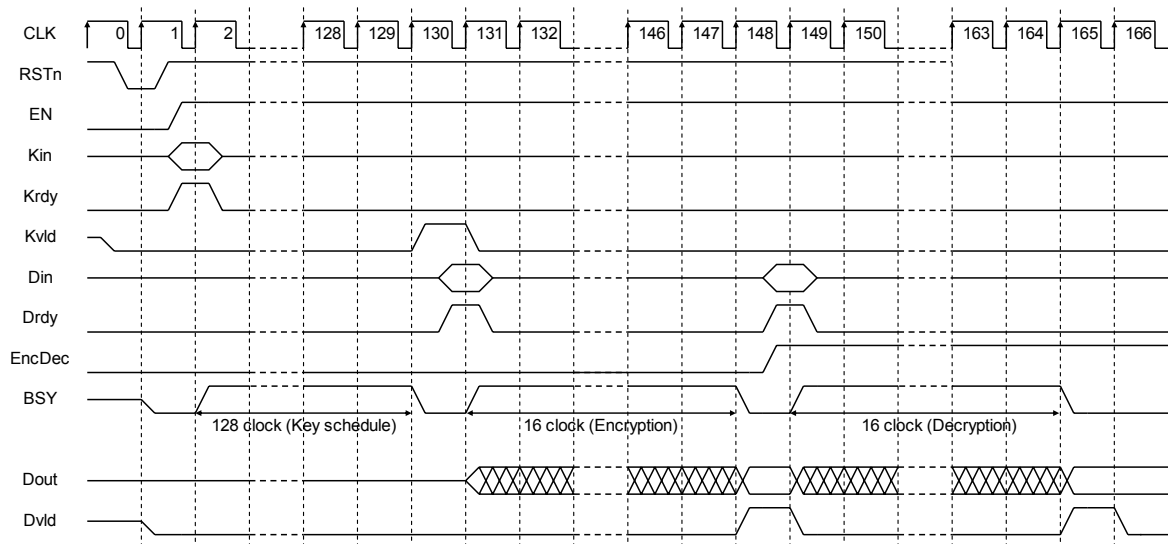 CLK 0 1 2 128 129 130 131 132 146 147 148 149 150 163 164 165 166
RSTn
EN
Kin
Krdy
Kvld
Din
Drdy
EncDec
BSY
128 clock (Key schedule) 16 clock (Encryption) 16 clock (Decryption)
Dout
Dvld